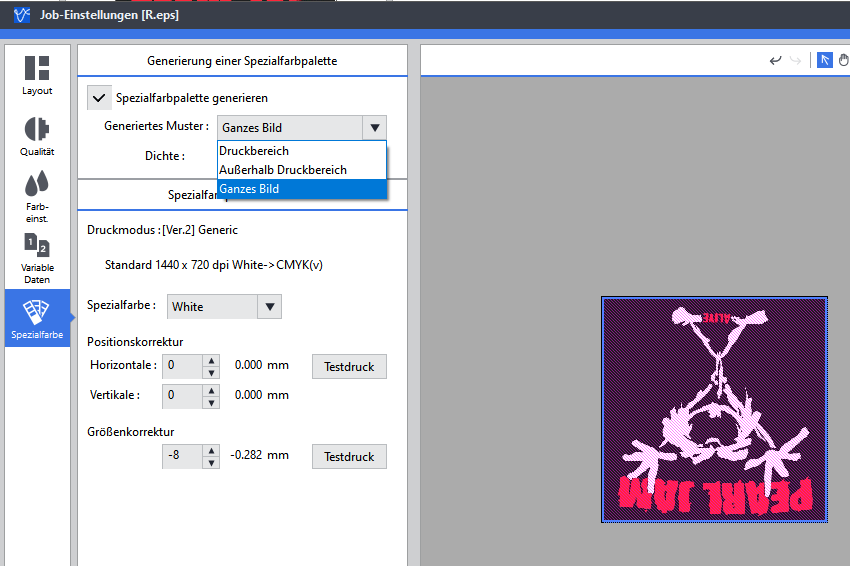 Job-Einstellungen [R.eps]
Layout
Qualität
Farb-
einst.
1 2
Variable
Daten
Spezialfarbe
Generierung einer Spezialfarbpalette
Spezialfarbpalette generieren
Generiertes Muster : Ganzes Bild
Druckbereich
Dichte :
Außerhalb Druckbereich
Ganzes Bild
Druckmodus :[Ver.2] Generic
Standard 1440 x 720 dpi White->CMYK(v)
Spezialfarbe : White
Positionskorrektur
Horizontale : 0 0.000 mm Testdruck
Vertikale : 0 0.000 mm
Größenkorrektur
-8 -0.282 mm Testdruck
ALIVE
PEARL JAM